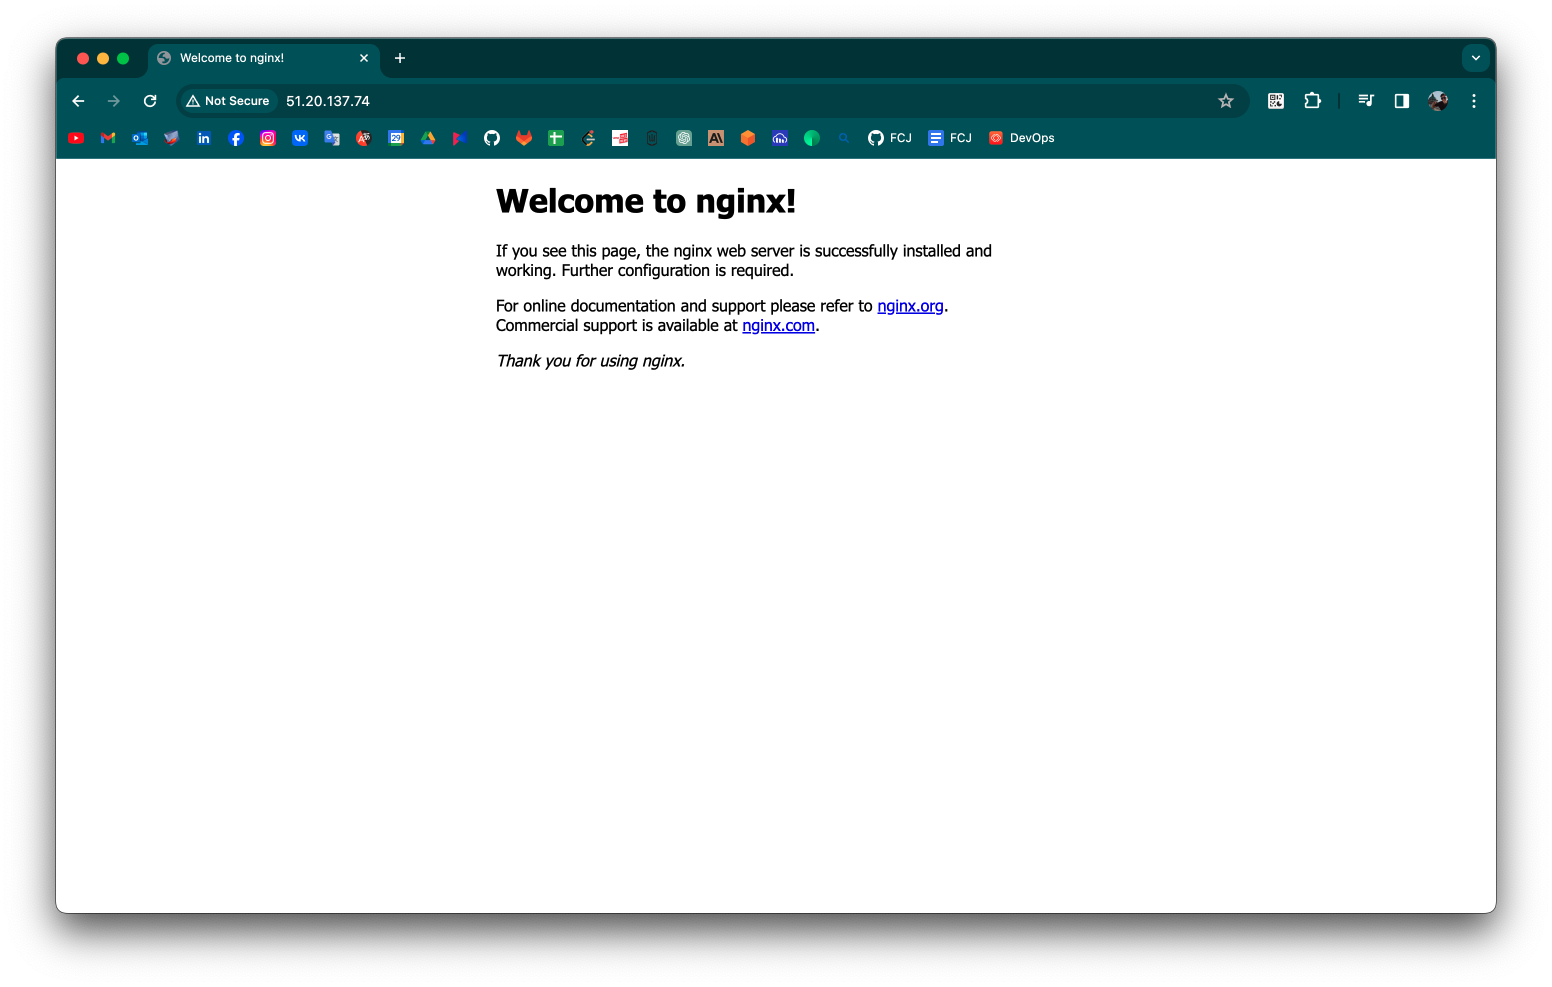 Welcome to nginx!
Not Secure
51.20.137.74
29
FCJ
FCJ
DevOps
Welcome to nginx!
If you see this page, the nginx web server is successfully installed and
working. Further configuration is required.
For online documentation and support please refer to nginx.org.
Commercial support is available at nginx.com.
Thank you for using nginx.